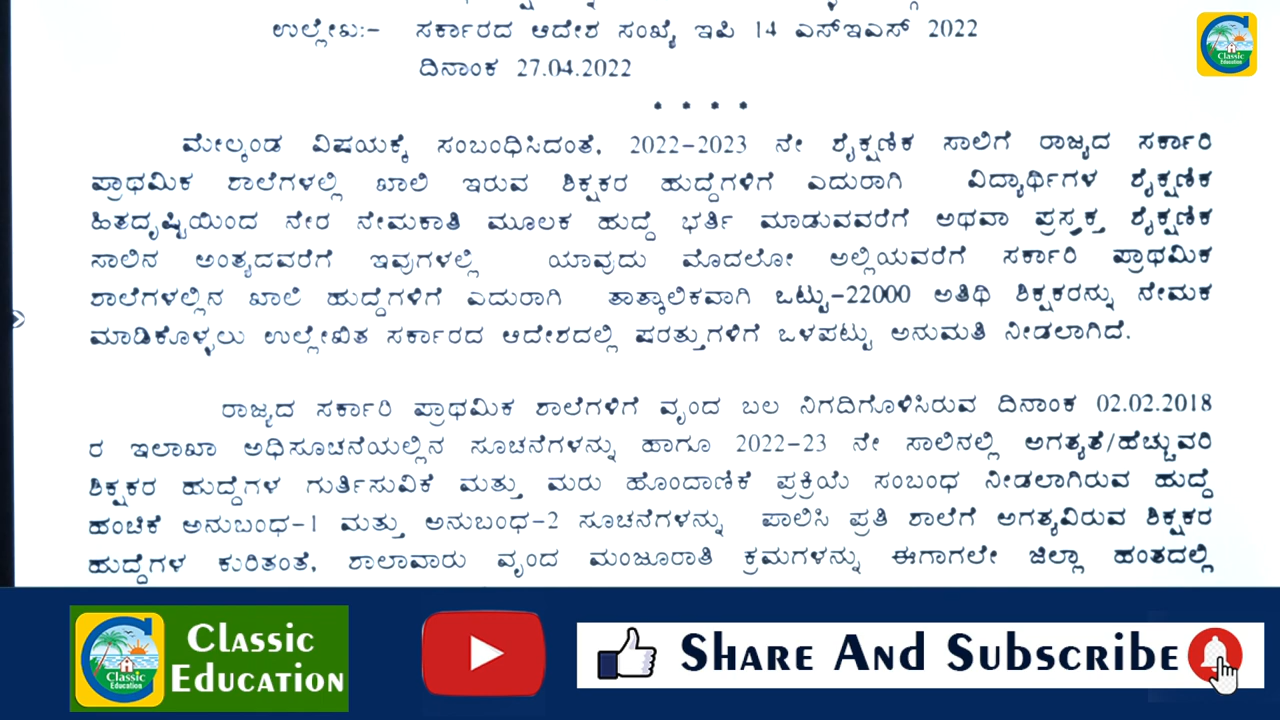 ಉಲ್ಲೇಖ:- ಸರ್ಕಾರದ ಆದೇಶ ಸಂಖ್ಯೆ ಇಪಿ 14 ಎಸ್ಇಎಸ್ 2022
ದಿನಾಂಕ 27.04.2022
* * * *
ಮೇಲ್ಕಂಡ ವಿಷಯಕ್ಕೆ ಸಂಬಂಧಿಸಿದಂತೆ, 2022-2023 ನೇ ಶೈಕ್ಷಣಿಕ ಸಾಲಿಗೆ ರಾಜ್ಯದ ಸರ್ಕಾರಿ
ಪ್ರಾಥಮಿಕ ಶಾಲೆಗಳಲ್ಲಿ ಖಾಲಿ ಇರುವ ಶಿಕ್ಷಕರ ಹುದ್ದೆಗಳಿಗೆ ಎದುರಾಗಿ ವಿದ್ಯಾರ್ಥಿಗಳ ಶೈಕ್ಷಣಿಕ
ಹಿತದೃಷ್ಟಿಯಿಂದ ನೇರ ನೇಮಕಾತಿ ಮೂಲಕ ಹುದ್ದೆ ಭರ್ತಿ ಮಾಡುವವರೆಗೆ ಅಥವಾ ಪ್ರಸ್ತಕ್ತ ಶೈಕ್ಷಣಿಕ
ಸಾಲಿನ ಅಂತ್ಯದವರೆಗೆ ಇವುಗಳಲ್ಲಿ ಯಾವುದು ಮೊದಲೋ ಅಲ್ಲಿಯವರೆಗೆ ಸರ್ಕಾರಿ ಪ್ರಾಥಮಿಕ
ಶಾಲೆಗಳಲ್ಲಿನ ಖಾಲಿ ಹುದ್ದೆಗಳಿಗೆ ಎದುರಾಗಿ ತಾತ್ಕಾಲಿಕವಾಗಿ ಒಟ್ಟು-22000 ಅತಿಥಿ ಶಿಕ್ಷಕರನ್ನು ನೇಮಕ
ಮಾಡಿಕೊಳ್ಳಲು ಉಲ್ಲೇಖಿತ ಸರ್ಕಾರದ ಆದೇಶದಲ್ಲಿ ಷರತ್ತುಗಳಿಗೆ ಒಳಪಟ್ಟು ಅನುಮತಿ ನೀಡಲಾಗಿದೆ.
ರಾಜ್ಯದ ಸರ್ಕಾರಿ ಪ್ರಾಥಮಿಕ ಶಾಲೆಗಳಿಗೆ ವೃಂದ ಬಲ ನಿಗದಿಗೊಳಿಸಿರುವ ದಿನಾಂಕ 02.02.2018
ರ ಇಲಾಖಾ ಅಧಿಸೂಚನೆಯಲ್ಲಿನ ಸೂಚನೆಗಳನ್ನು ಹಾಗೂ 2022-23 ನೇ ಸಾಲಿನಲ್ಲಿ ಅಗತ್ಯತೆ/ಹೆಚ್ಚುವರಿ
ಶಿಕ್ಷಕರ ಹುದ್ದೆಗಳ ಗುರ್ತಿಸುವಿಕೆ ಮತ್ತು ಮರು ಹೊಂದಾಣಿಕೆ ಪ್ರಕ್ರಿಯೆ ಸಂಬಂಧ ನೀಡಲಾಗಿರುವ ಹುದ್ದೆ
ಹಂಚಿಕೆ ಅನುಬಂಧ-1 ಮತ್ತು ಅನುಬಂಧ-2 ಸೂಚನೆಗಳನ್ನು ಪಾಲಿಸಿ ಪ್ರತಿ ಶಾಲೆಗೆ ಅಗತ್ಯವಿರುವ ಶಿಕ್ಷಕರ
ಹುದ್ದೆಗಳ ಕುರಿತಂತೆ, ಶಾಲಾವಾರು ವೃಂದ ಮಂಜೂರಾತಿ ಕ್ರಮಗಳನ್ನು ಈಗಾಗಲೇ ಜಿಲ್ಲಾ ಹಂತದಲ್ಲಿ
Classic
Education
Classic
Education
Classic
Education
Share And Subscribe